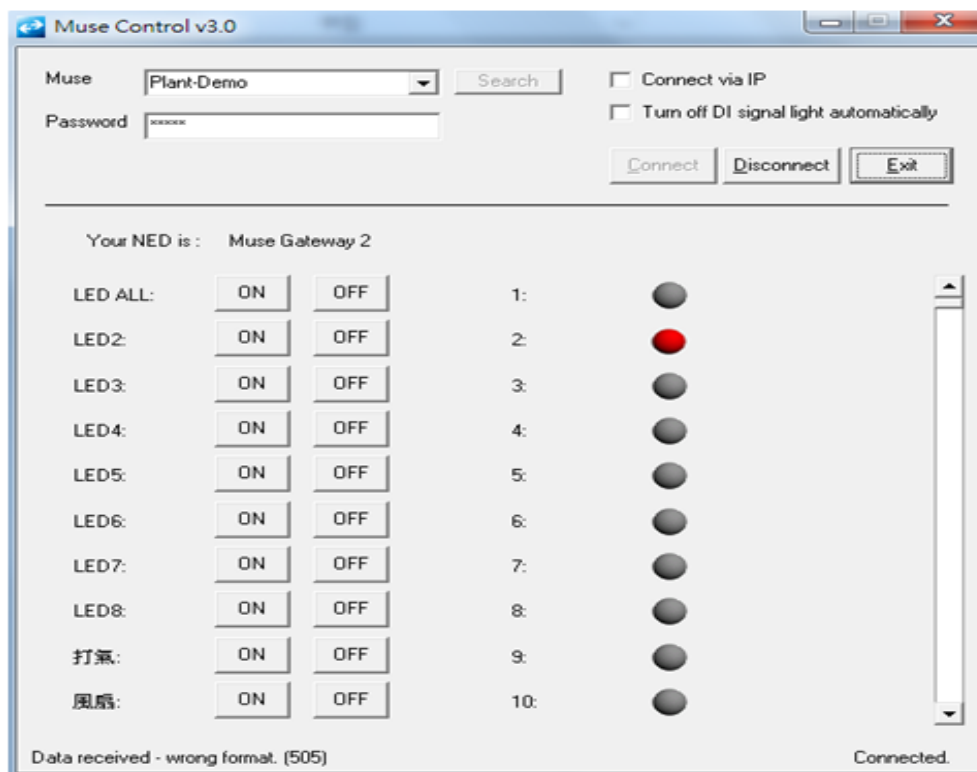 Muse Control v3.0
Muse Plant-Demo Search Connect via IP
Password ***** Turn off DI signal light automatically
Connect Disconnect Exit
Your NED is : Muse Gateway 2
LED ALL: ON OFF 1:
LED2: ON OFF 2:
LED3: ON OFF 3:
LED4: ON OFF 4:
LED5: ON OFF 5:
LED6: ON OFF 6:
LED7: ON OFF 7:
LED8: ON OFF 8:
打氣: ON OFF 9:
風扇: ON OFF 10:
Data received - wrong format. (505) Connected.